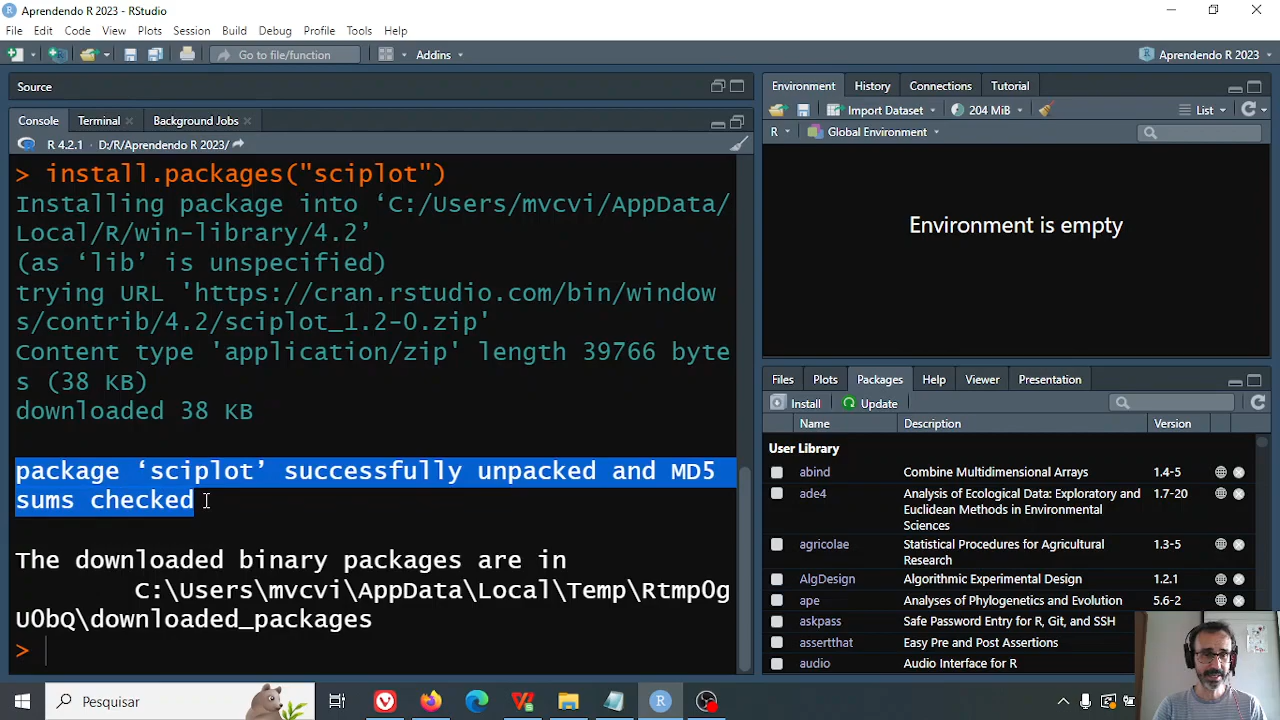 Aprendendo R 2023 - RStudio
File Edit Code View Plots Session Build Debug Profile Tools Help
Go to file/function Addins Aprendendo R 2023
Source
Console Terminal Background Jobs
R 4.2.1 · D:/R/Aprendendo R 2023/
> install.packages("sciplot")
Installing package into ‘C:/Users/mvcvi/AppData/
Local/R/win-library/4.2’
(as ‘lib’ is unspecified)
trying URL 'https://cran.rstudio.com/bin/window
s/contrib/4.2/sciplot_1.2-0.zip'
Content type 'application/zip' length 39766 byte
s (38 KB)
downloaded 38 KB
package ‘sciplot’ successfully unpacked and MD5
sums checked
The downloaded binary packages are in
C:\Users\mvcvi\AppData\Local\Temp\Rtmp0g
U0bQ\downloaded_packages
>
Environment History Connections Tutorial
Import Dataset 204 MiB List
R Global Environment
Environment is empty
Files Plots Packages Help Viewer Presentation
Install Update
Name Description Version
User Library
abind Combine Multidimensional Arrays 1.4-5
ade4 Analysis of Ecological Data: Exploratory and 1.7-20
Euclidean Methods in Environmental
Sciences
agricolae Statistical Procedures for Agricultural 1.3-5
Research
AlgDesign Algorithmic Experimental Design 1.2.1
ape Analyses of Phylogenetics and Evolution 5.6-2
askpass Safe Password Entry for R, Git, and SSH
assertthat Easy Pre and Post Assertions
audio Audio Interface for R
Pesquisar